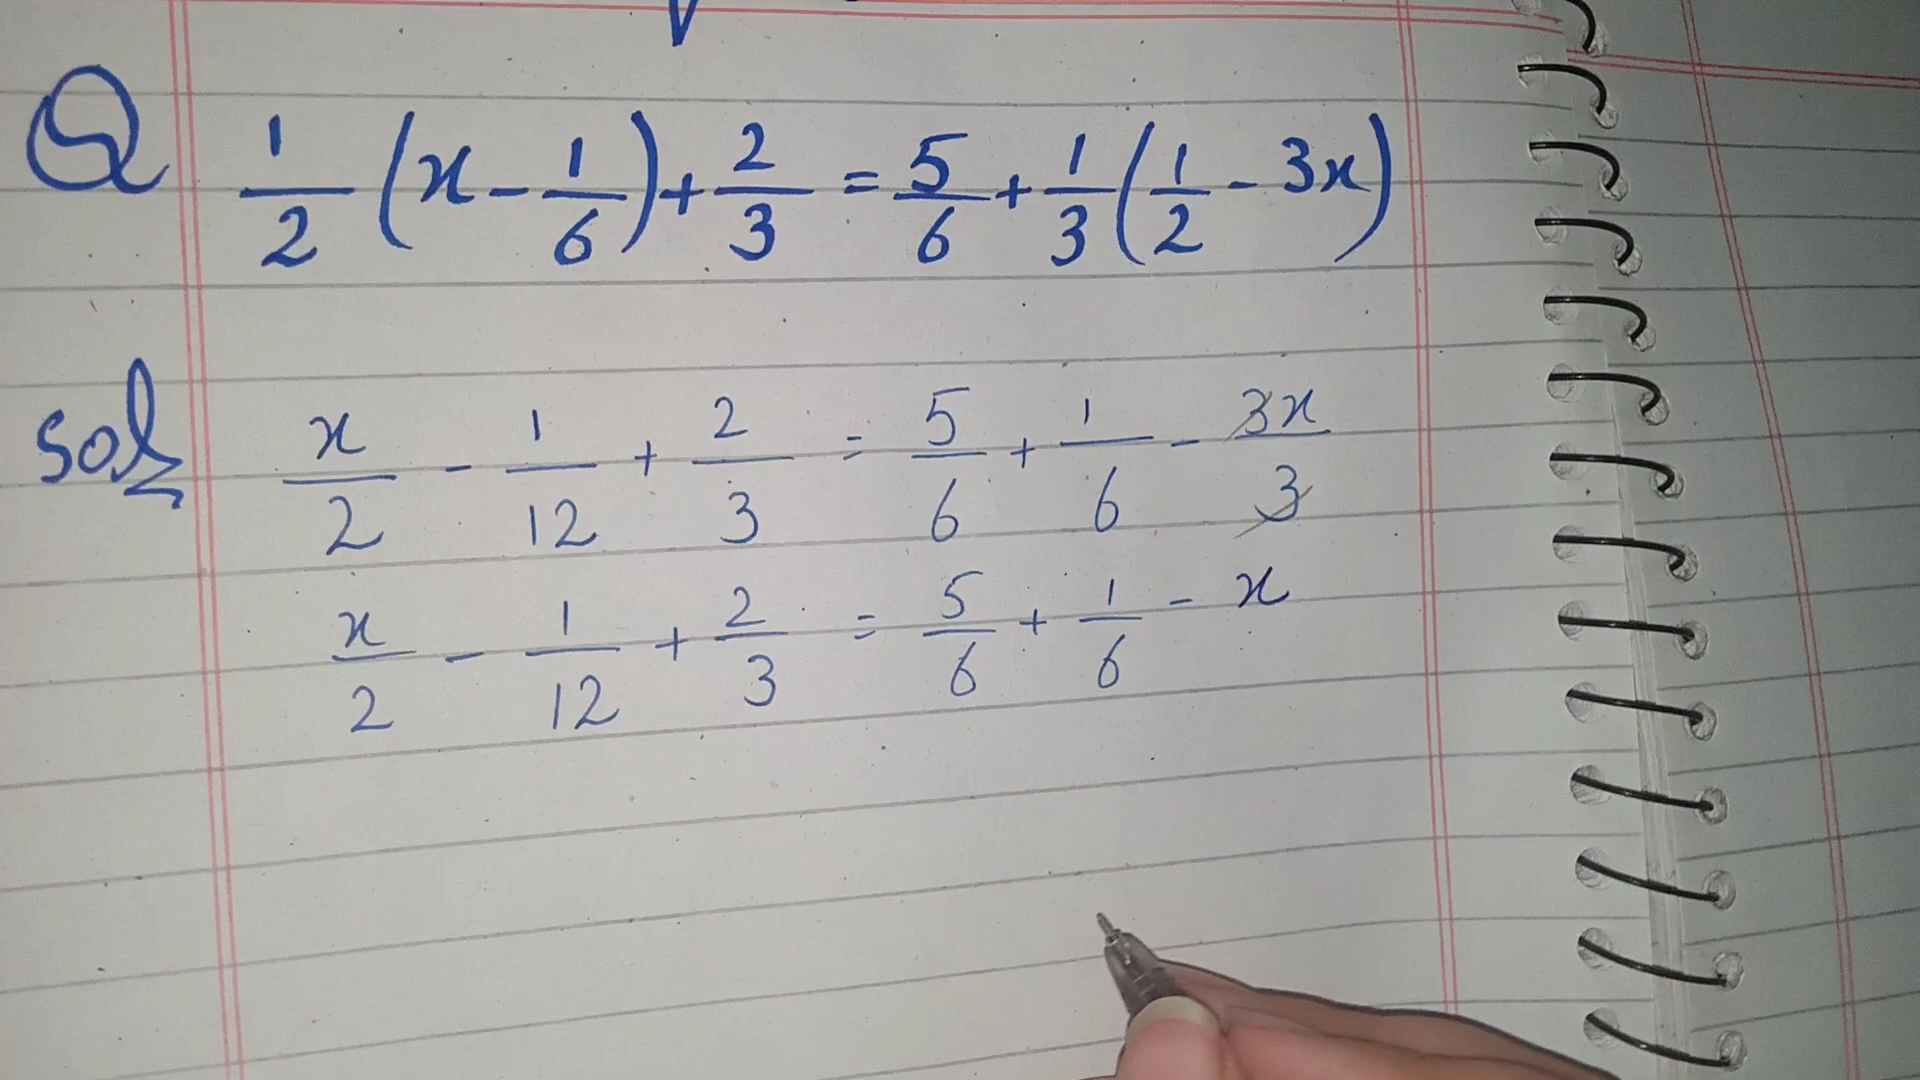 Q 1/2 (x - 1/6) + 2/3 = 5/6 + 1/3 (1/2 - 3x)
Sol x/2 - 1/12 + 2/3 = 5/6 + 1/6 - 3x/3
x/2 - 1/12 + 2/3 = 5/6 + 1/6 - x